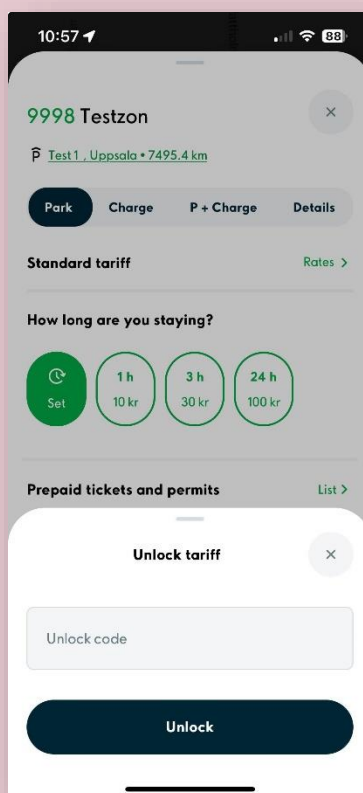 10:57
88
9998 Testzon
Test 1 , Uppsala • 7495.4 km
Park Charge P + Charge Details
Standard tariff Rates >
How long are you staying?
Set
1 h
10 kr
3 h
30 kr
24 h
100 kr
Prepaid tickets and permits List >
Unlock tariff
Unlock code
Unlock